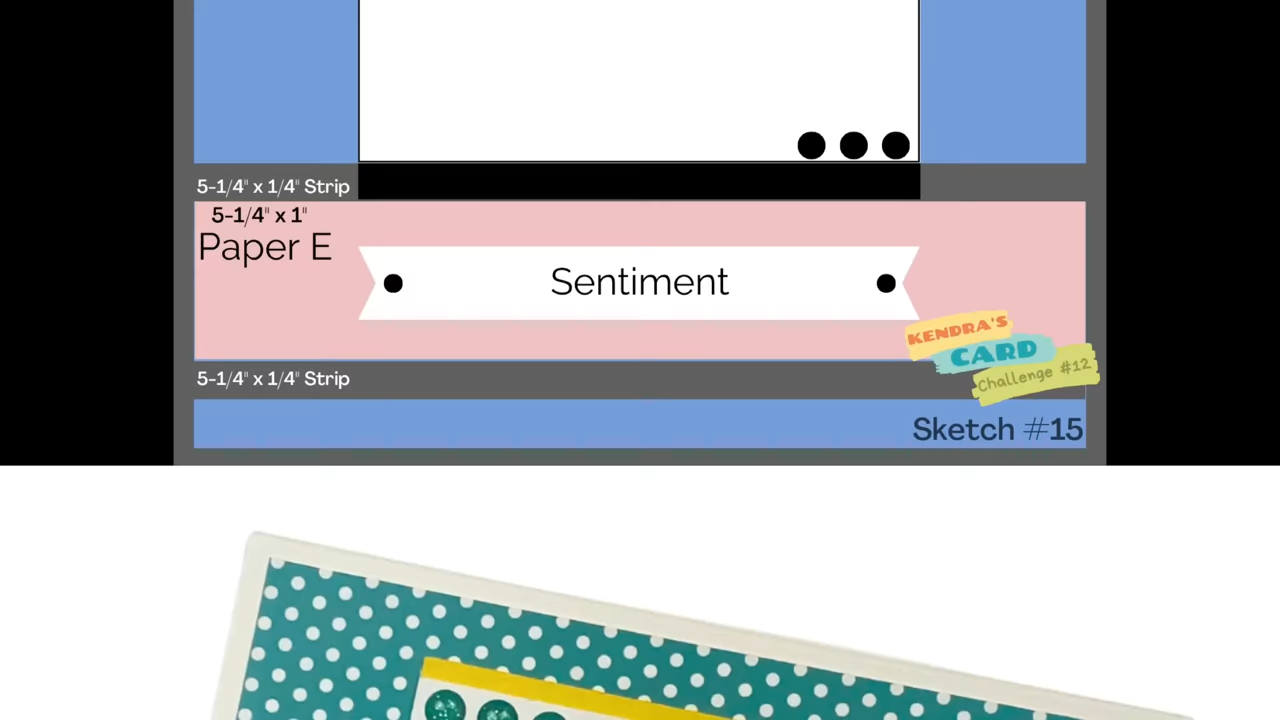 5-1/4" x 1/4" Strip
5-1/4" x 1"
Paper E
Sentiment
KENDRA'S
CARD
Challenge #12
5-1/4" x 1/4" Strip
Sketch #15